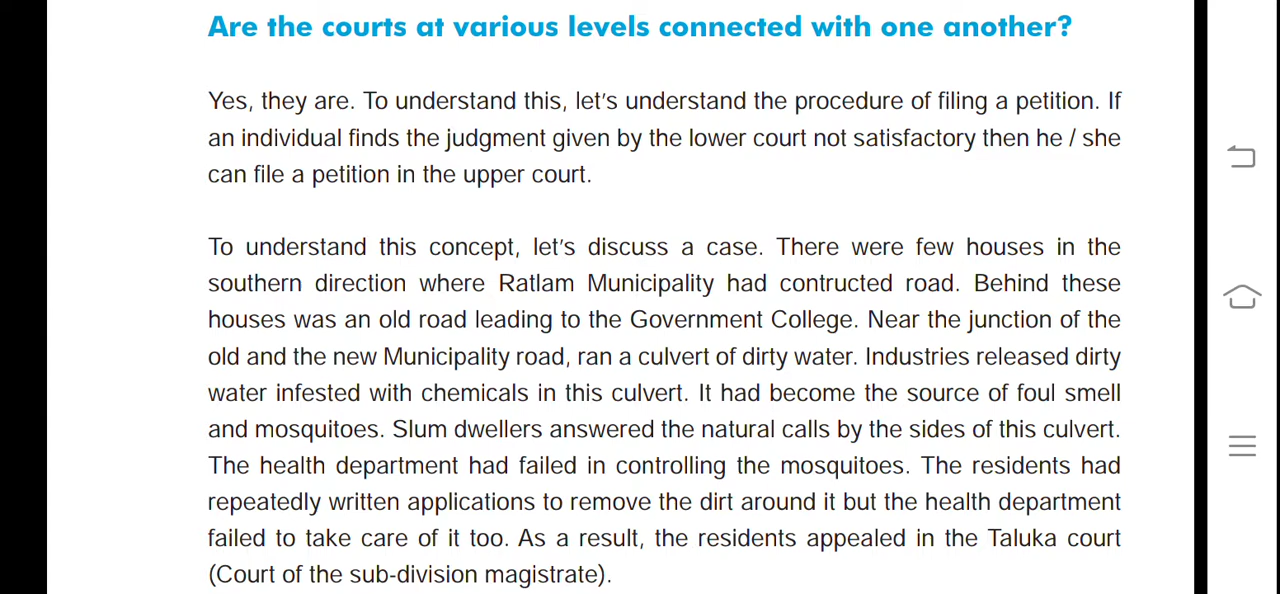 Are the courts at various levels connected with one another?
Yes, they are. To understand this, let's understand the procedure of filing a petition. If
an individual finds the judgment given by the lower court not satisfactory then he / she
can file a petition in the upper court.
To understand this concept, let's discuss a case. There were few houses in the
southern direction where Ratlam Municipality had contructed road. Behind these
houses was an old road leading to the Government College. Near the junction of the
old and the new Municipality road, ran a culvert of dirty water. Industries released dirty
water infested with chemicals in this culvert. It had become the source of foul smell
and mosquitoes. Slum dwellers answered the natural calls by the sides of this culvert.
The health department had failed in controlling the mosquitoes. The residents had
repeatedly written applications to remove the dirt around it but the health department
failed to take care of it too. As a result, the residents appealed in the Taluka court
(Court of the sub-division magistrate).